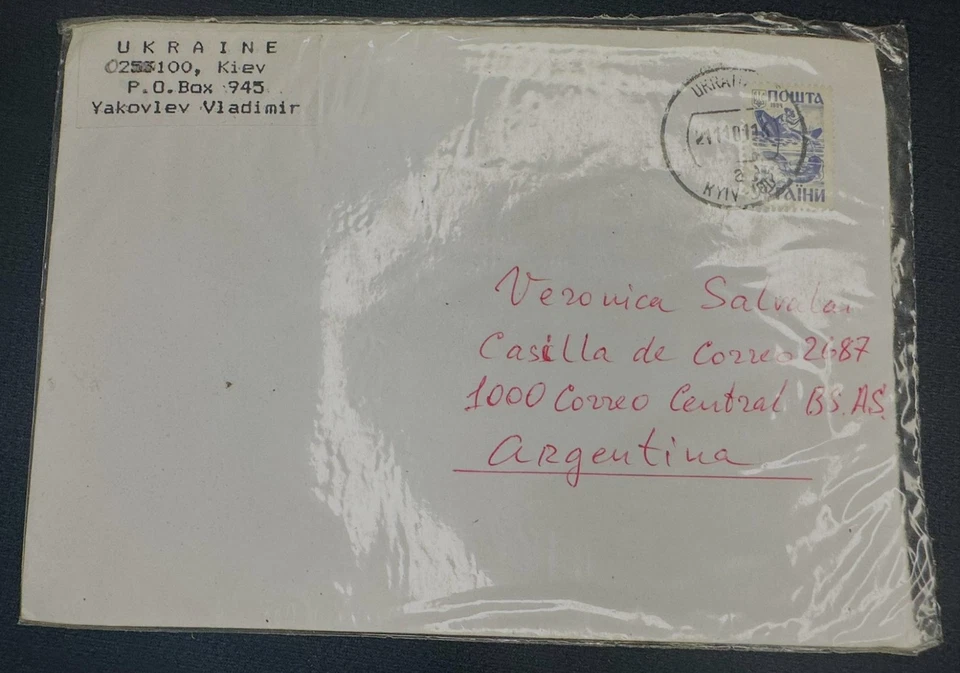 UKRAINE
100, Kiev
P.O.Box 945
Yakovlev Vladimir
ПОШТА
KYIV
Veronica
Casilla de Correo 2687
1000 Correo Central BS.AS.
Argentina